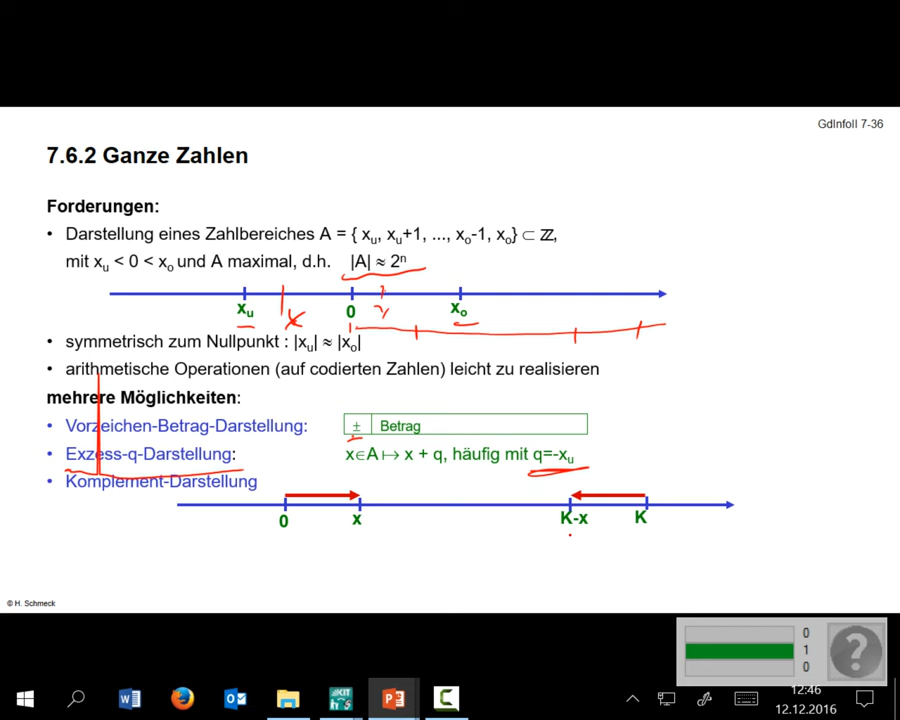 GdInfoII 7-36
7.6.2 Ganze Zahlen
Forderungen:
• Darstellung eines Zahlbereiches A = { xᵤ, xᵤ+1, ..., xₒ-1, xₒ} ⊂ ℤ,
mit xᵤ < 0 < xₒ und A maximal, d.h. |A| ≈ 2ⁿ
xᵤ 0 xₒ
x
• symmetrisch zum Nullpunkt : |xᵤ| ≈ |xₒ|
• arithmetische Operationen (auf codierten Zahlen) leicht zu realisieren
mehrere Möglichkeiten:
• Vorzeichen-Betrag-Darstellung: ± Betrag
• Exzess-q-Darstellung: x∈A ↦ x + q, häufig mit q=-xᵤ
• Komplement-Darstellung
0 x K-x K
© H. Schmeck
0
1
0
?
12:46
12.12.2016